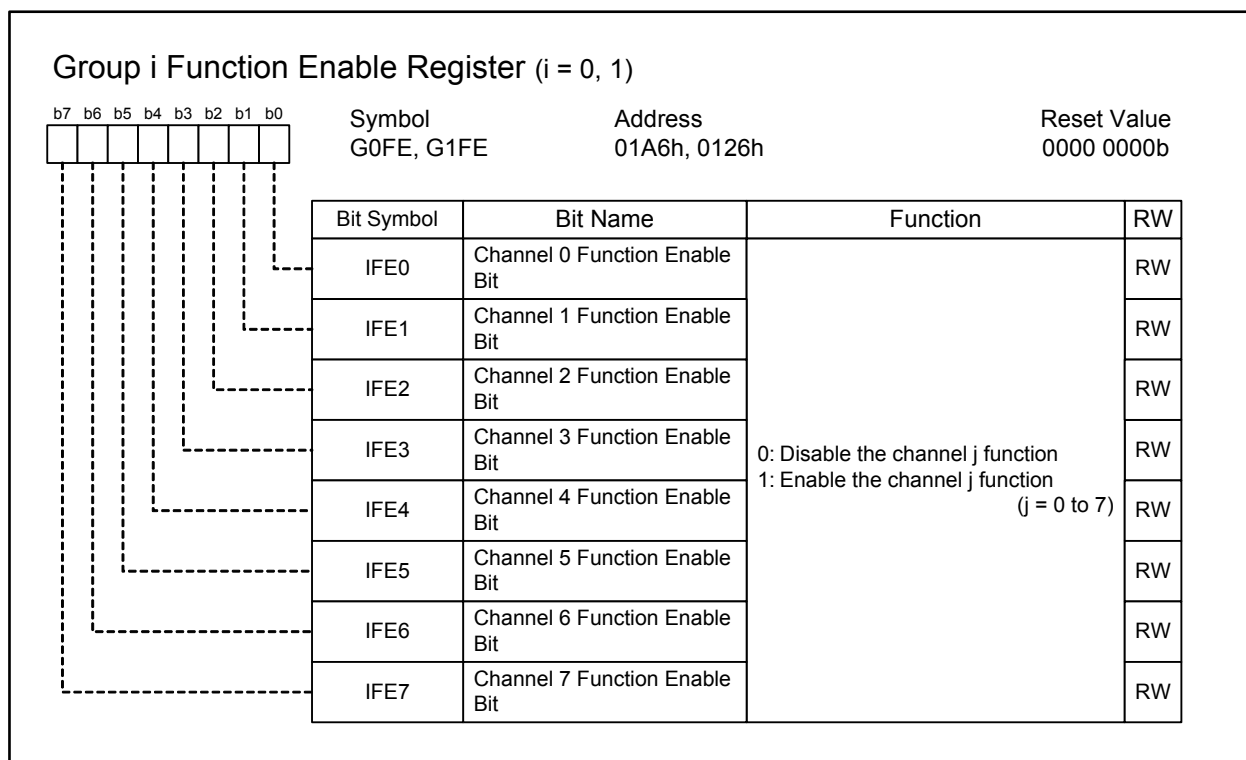 Group i Function Enable Register (i = 0, 1)
b7 b6 b5 b4 b3 b2 b1 b0
Symbol Address Reset Value
G0FE, G1FE 01A6h, 0126h 0000 0000b
Bit Symbol Bit Name Function RW
IFE0 Channel 0 Function Enable Bit RW
IFE1 Channel 1 Function Enable Bit RW
IFE2 Channel 2 Function Enable Bit RW
IFE3 Channel 3 Function Enable Bit RW
0: Disable the channel j function
1: Enable the channel j function
(j = 0 to 7)
IFE4 Channel 4 Function Enable Bit RW
IFE5 Channel 5 Function Enable Bit RW
IFE6 Channel 6 Function Enable Bit RW
IFE7 Channel 7 Function Enable Bit RW